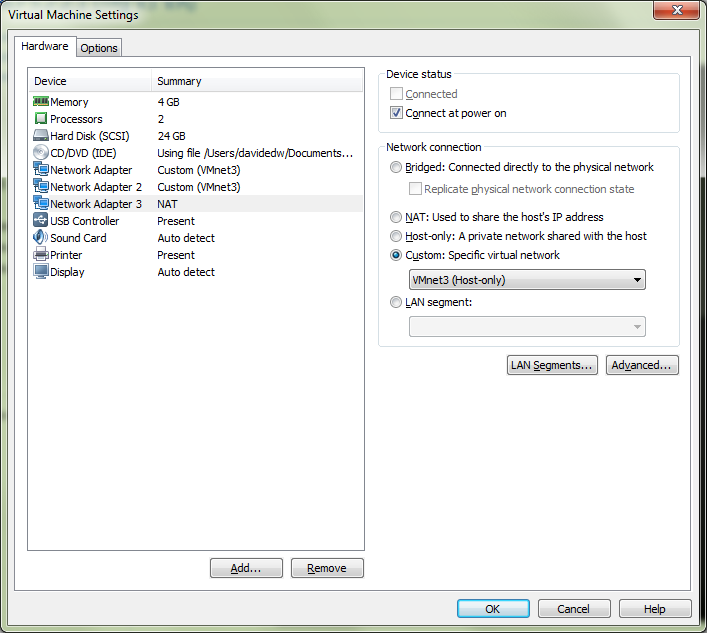 Virtual Machine Settings
Hardware
Options
Device Summary
Memory 4 GB
Processors 2
Hard Disk (SCSI) 24 GB
CD/DVD (IDE) Using file /Users/davidedw/Documents...
Network Adapter Custom (VMnet3)
Network Adapter 2 Custom (VMnet3)
Network Adapter 3 NAT
USB Controller Present
Sound Card Auto detect
Printer Present
Display Auto detect
Add...
Remove
Device status
Connected
Connect at power on
Network connection
Bridged: Connected directly to the physical network
Replicate physical network connection state
NAT: Used to share the host's IP address
Host-only: A private network shared with the host
Custom: Specific virtual network
VMnet3 (Host-only)
LAN segment:
LAN Segments...
Advanced...
OK
Cancel
Help